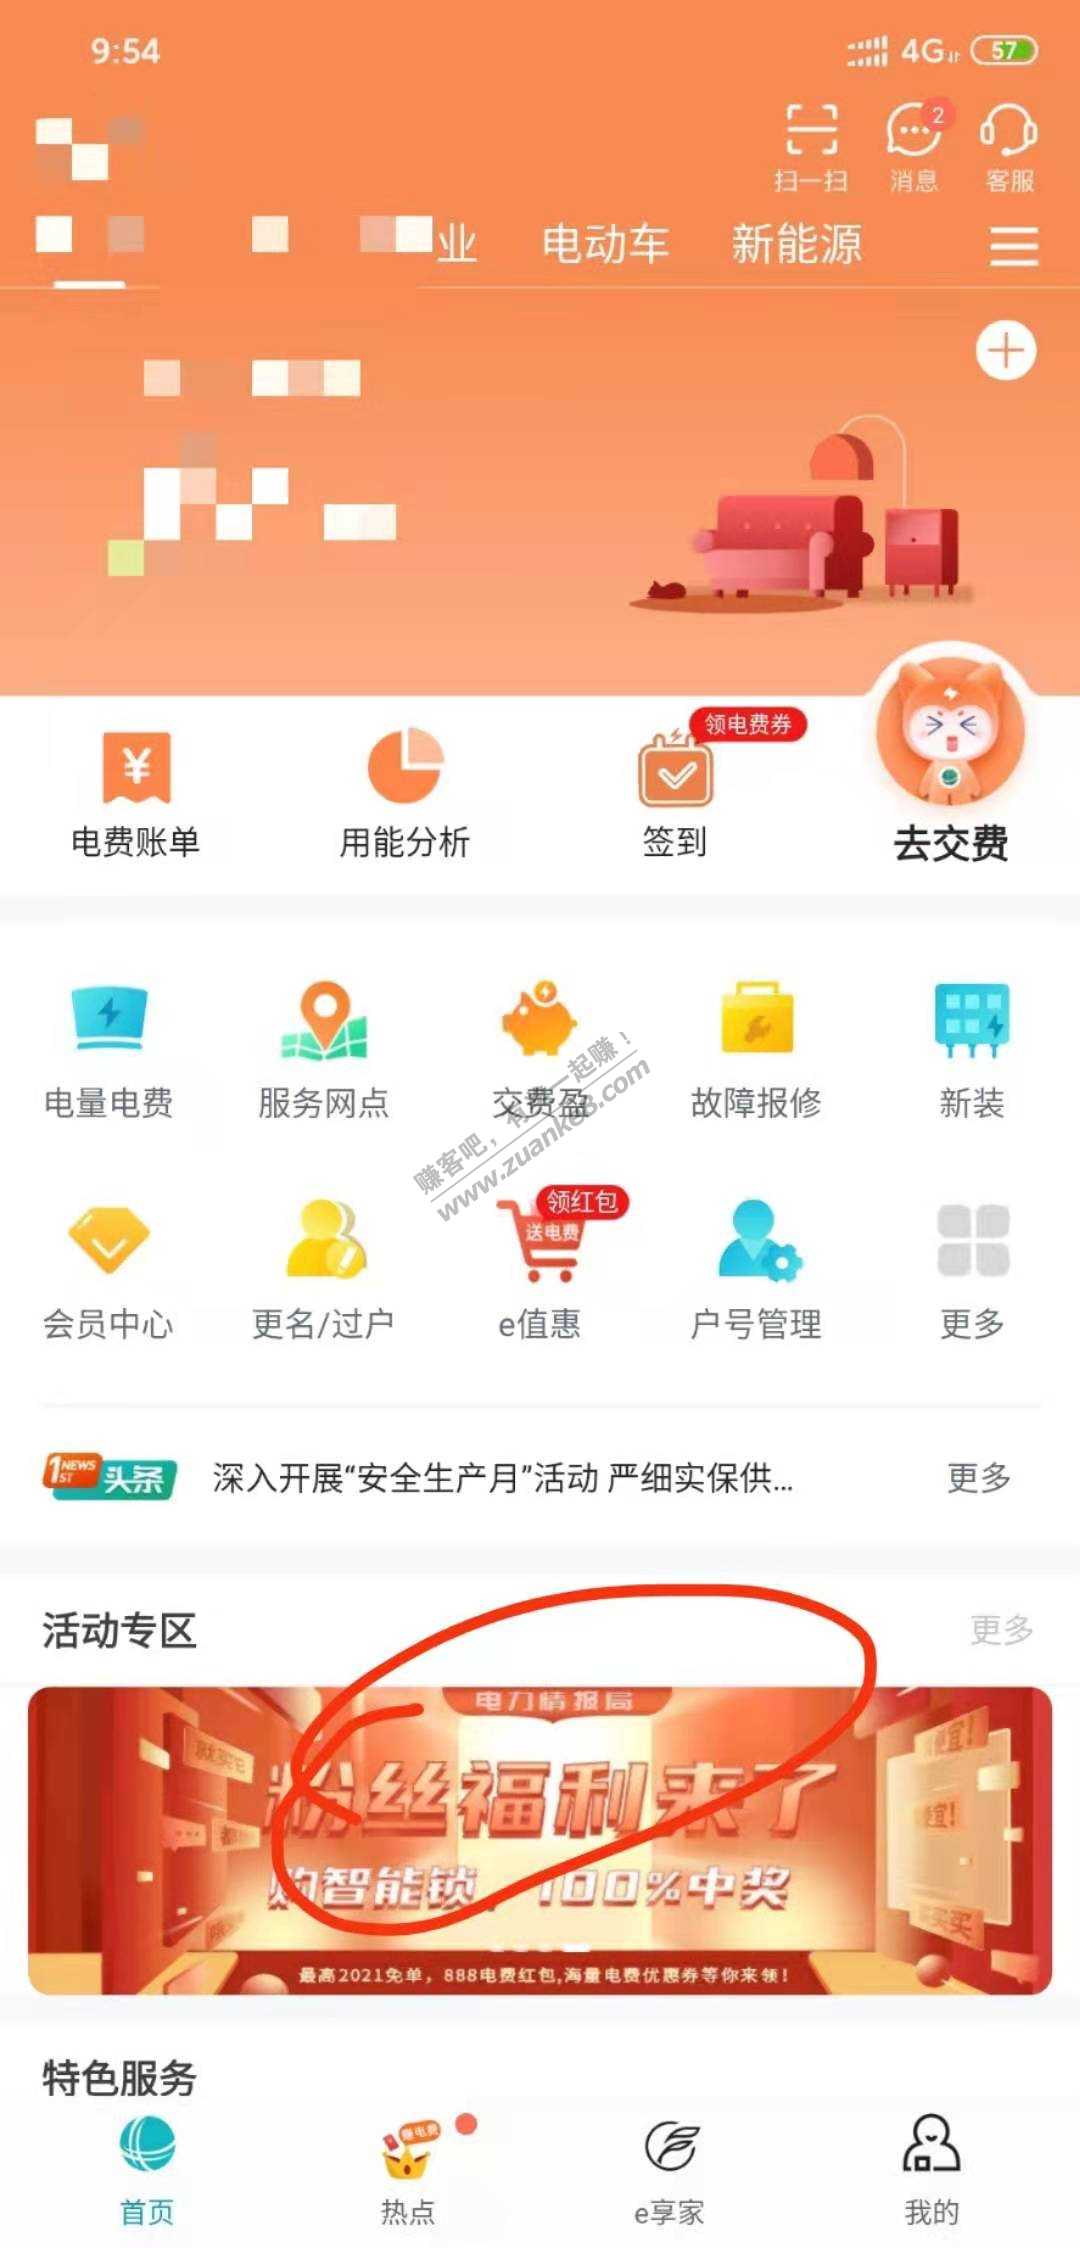 9:54
4G
57
2
扫一扫
消息
客服
业
电动车
新能源
领电费券
¥
电费账单
用能分析
签到
去交费
电量电费
服务网点
交费盈
故障报修
新装
赚客吧，有奖一起赚！
www.zuanke8.com
领红包
送电费
会员中心
更名/过户
e值惠
户号管理
更多
1ST NEWS 头条
深入开展“安全生产月”活动 严细实保供...
更多
活动专区
更多
电力情报局
粉丝福利来了
购智能锁，100%中奖
最高2021免单，888电费红包,海量电费优惠券等你来领！
特色服务
赚电费
首页
热点
e享家
我的